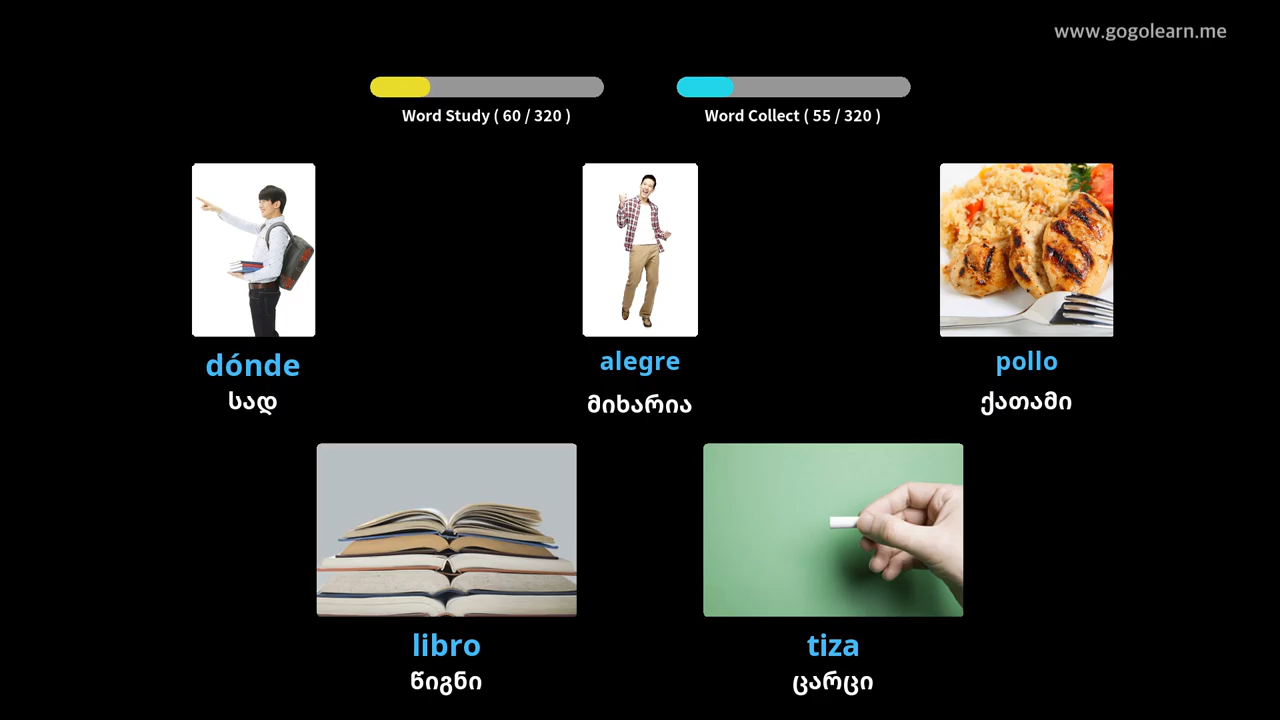 www.gogolearn.me
Word Study ( 60 / 320 )
Word Collect ( 55 / 320 )
dónde
სად
alegre
მიხარია
pollo
ქათამი
libro
წიგნი
tiza
ცარცი